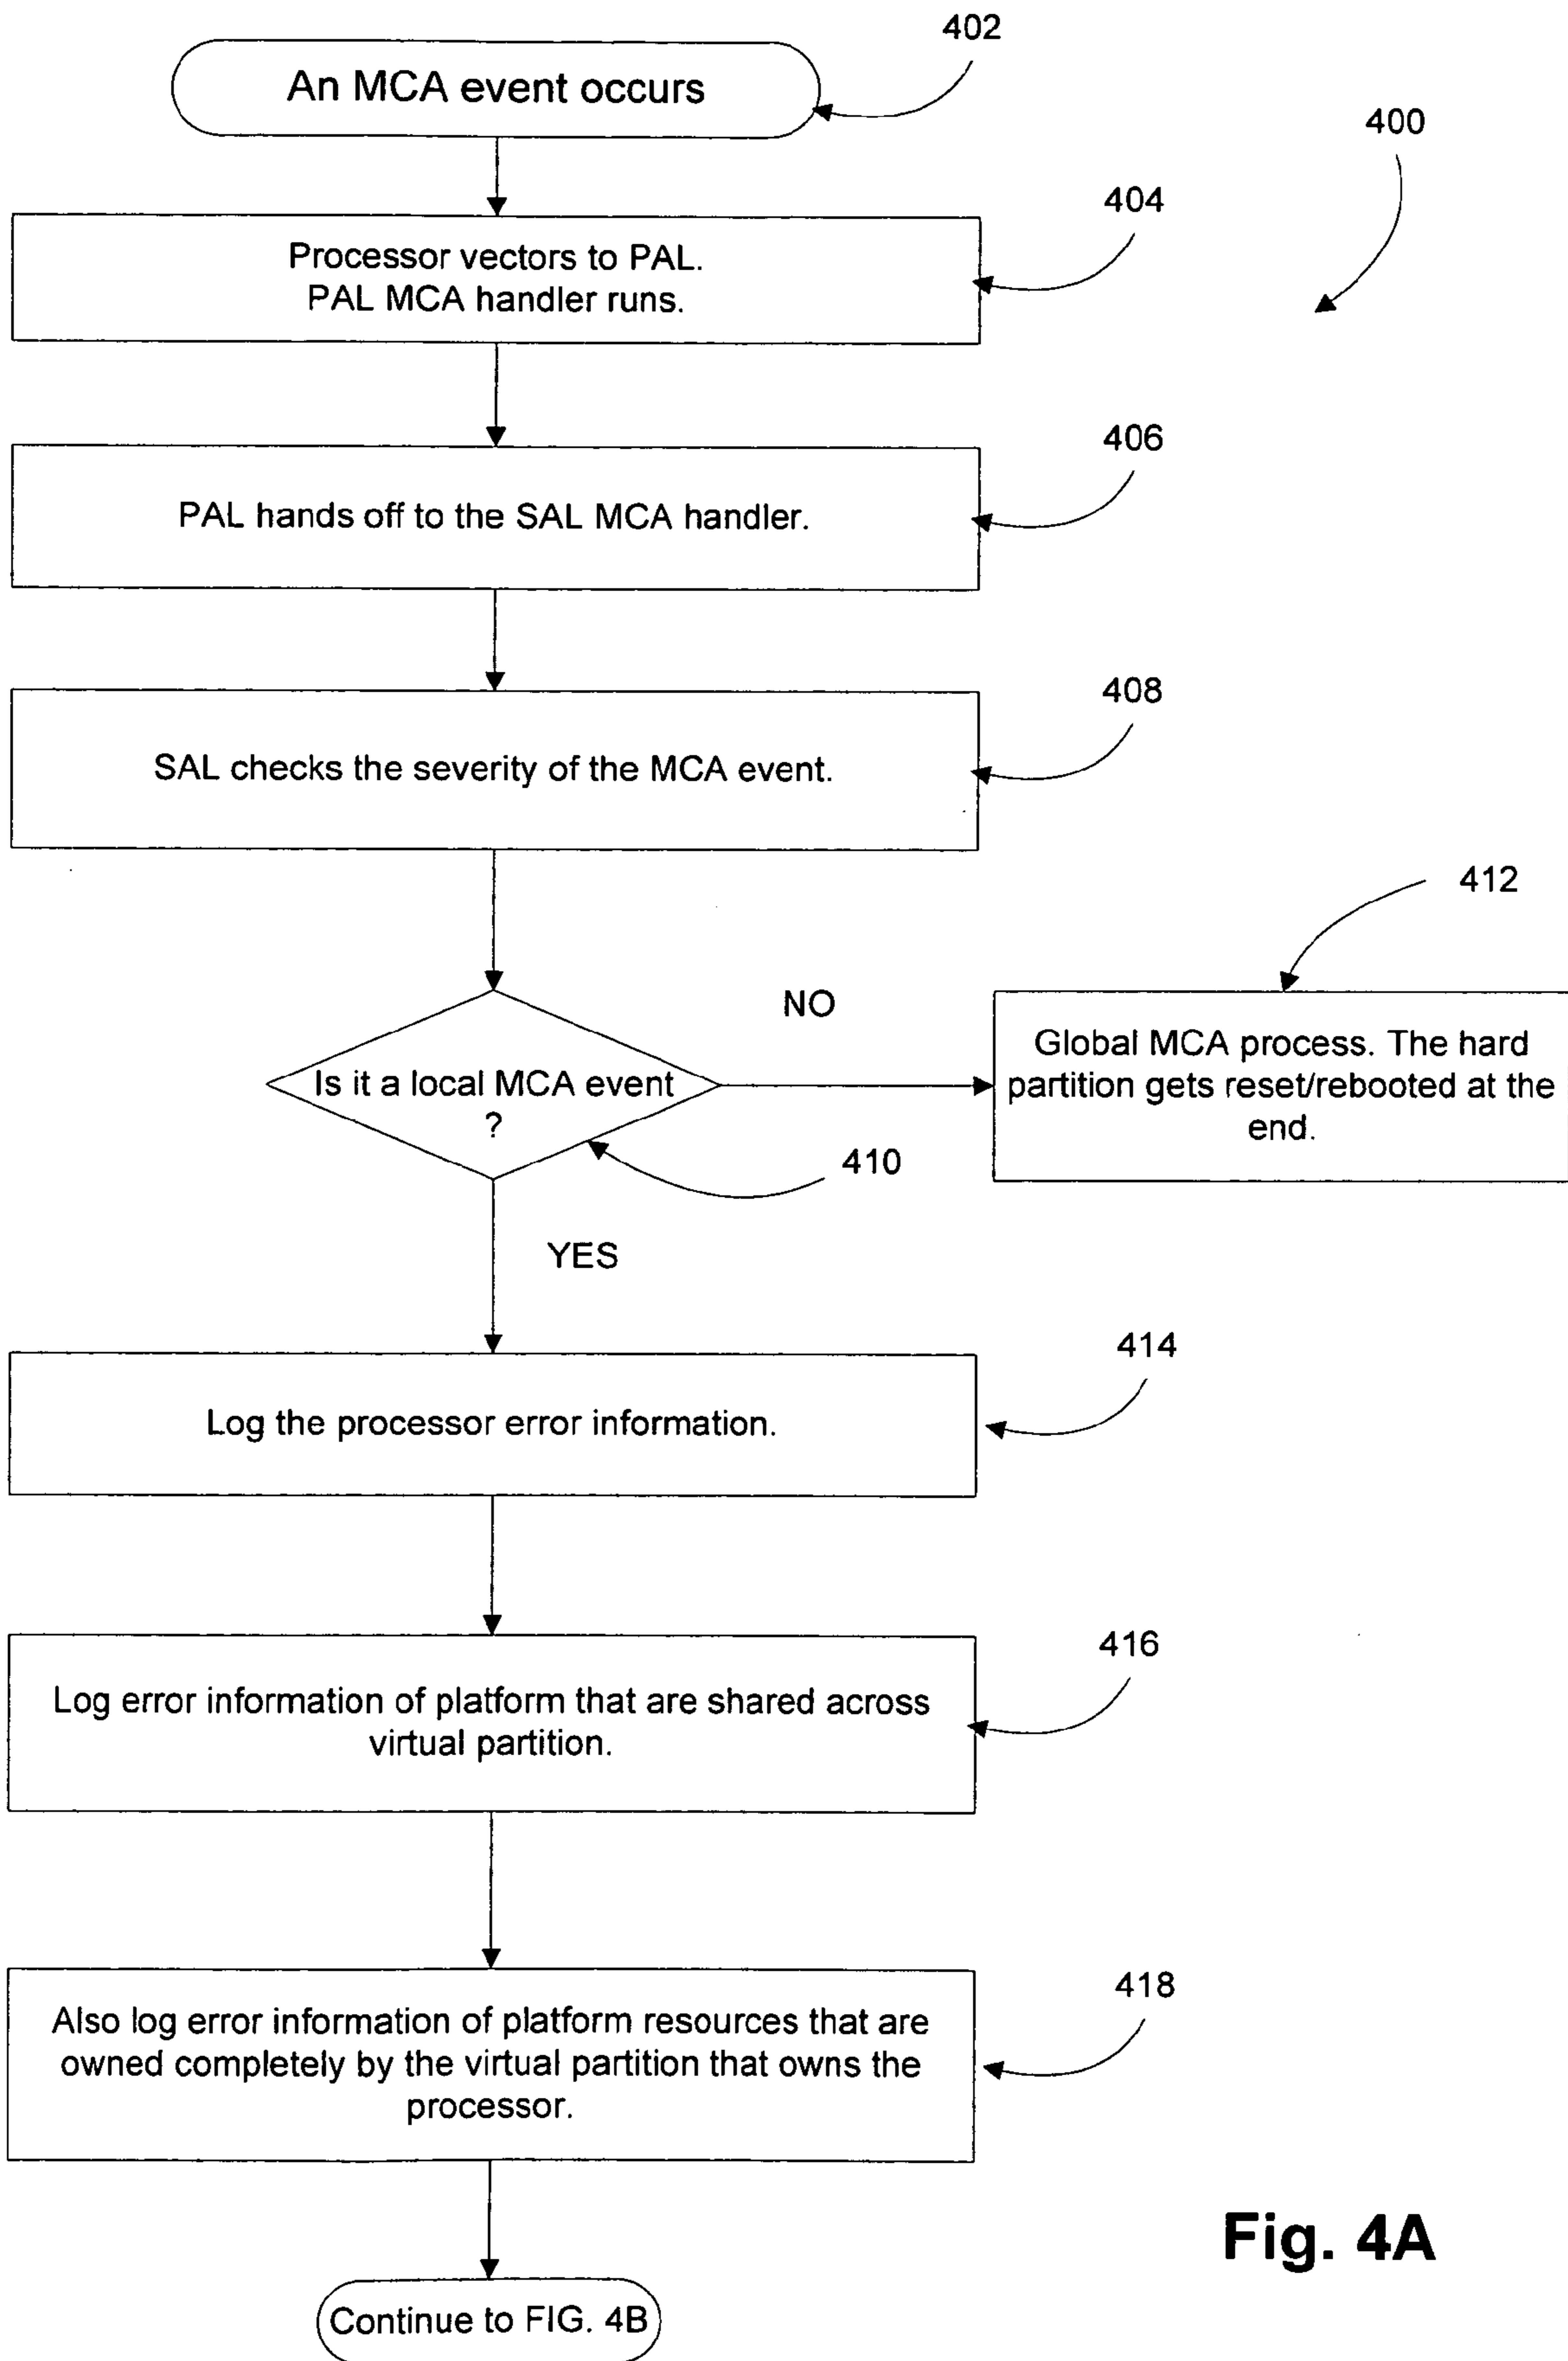 An MCA event occurs
402
400
Processor vectors to PAL.
PAL MCA handler runs.
404
PAL hands off to the SAL MCA handler.
406
SAL checks the severity of the MCA event.
408
412
NO
Global MCA process. The hard
partition gets reset/rebooted at the
end.
Is it a local MCA event
?
410
YES
Log the processor error information.
414
Log error information of platform that are shared across
virtual partition.
416
Also log error information of platform resources that are
owned completely by the virtual partition that owns the
processor.
418
Fig. 4A
Continue to FIG. 4B